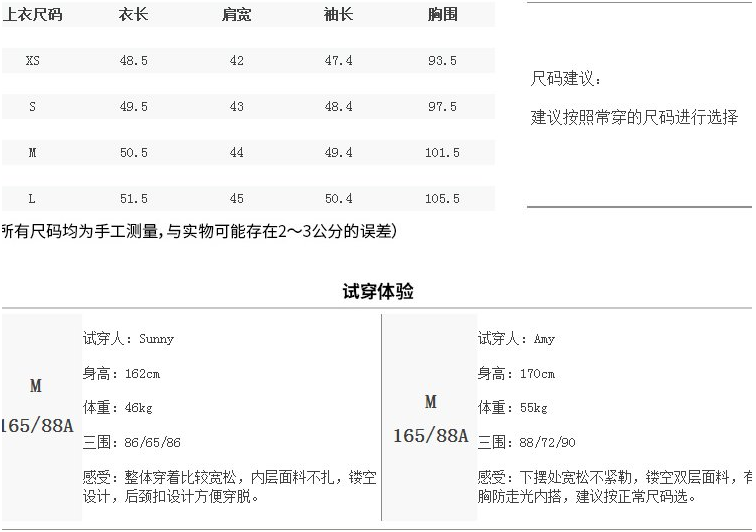 上衣尺码 衣长 肩宽 袖长 胸围
XS 48.5 42 47.4 93.5
S 49.5 43 48.4 97.5
M 50.5 44 49.4 101.5
L 51.5 45 50.4 105.5
尺码建议：
建议按照常穿的尺码进行选择
所有尺码均为手工测量，与实物可能存在2～3公分的误差）
试穿体验
M
165/88A
试穿人：Sunny
身高：162cm
体重：46kg
三围：86/65/86
感受：整体穿着比较宽松，内层面料不扎，镂空
设计，后颈扣设计方便穿脱。
M
165/88A
试穿人：Amy
身高：170cm
体重：55kg
三围：88/72/90
感受：下摆处宽松不紧勒，镂空双层面料，有
胸防走光内搭，建议按正常尺码选。